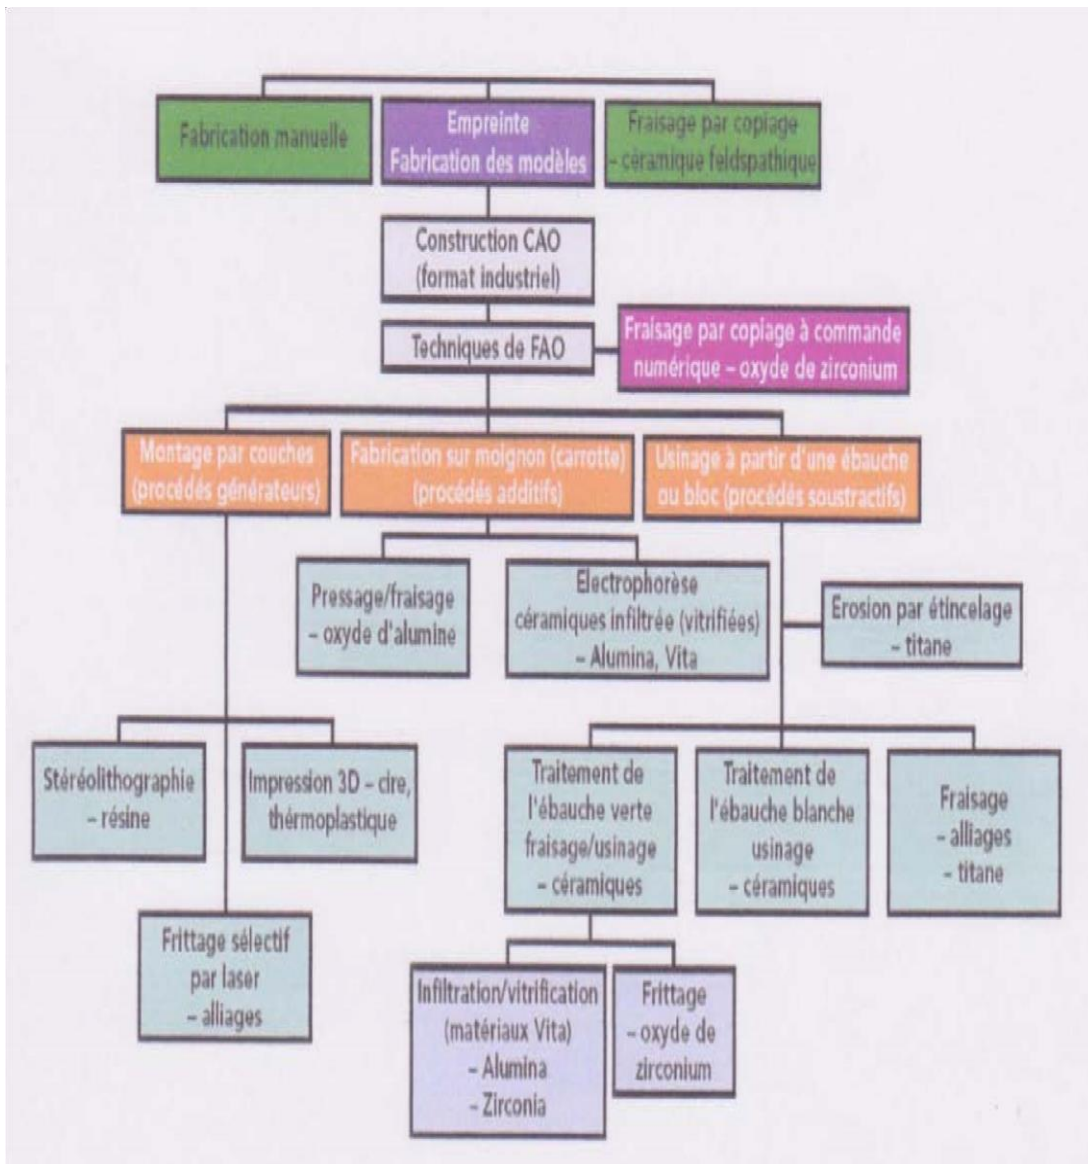 Fabrication manuelle
Empreinte
Fabrication des modèles
Fraisage par copiage
– céramique feldspathique
Construction CAO
(format industriel)
Techniques de FAO
Fraisage par copiage à commande
numérique – oxyde de zirconium
Montage par couches
(procédés générateurs)
Fabrication sur moignon (carrotte)
(procédés additifs)
Usinage à partir d'une ébauche
ou bloc (procédés soustractifs)
Pressage/fraisage
– oxyde d'alumine
Electrophorèse
céramiques infiltrée (vitrifiées)
– Alumina, Vita
Erosion par étincelage
– titane
Stéréolithographie
– résine
Impression 3D – cire,
thérmoplastique
Traitement de
l'ébauche verte
fraisage/usinage
– céramiques
Traitement de
l'ébauche blanche
usinage
– céramiques
Fraisage
– alliages
– titane
Frittage sélectif
par laser
– alliages
Infiltration/vitrification
(matériaux Vita)
– Alumina
– Zirconia
Frittage
– oxyde de
zirconium